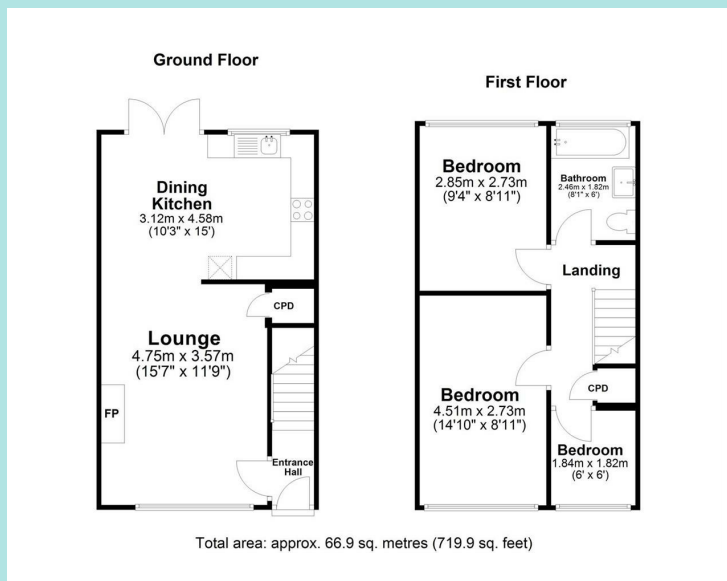 Ground Floor
Dining
Kitchen
3.12m x 4.58m
(10'3" x 15')
CPD
Lounge
4.75m x 3.57m
(15'7" x 11'9")
FP
Entrance
Hall
First Floor
Bedroom
2.85m x 2.73m
(9'4" x 8'11")
Bathroom
2.46m x 1.82m
(8'1" x 6')
Landing
Bedroom
4.51m x 2.73m
(14'10" x 8'11")
CPD
Bedroom
1.84m x 1.82m
(6' x 6')
Total area: approx. 66.9 sq. metres (719.9 sq. feet)